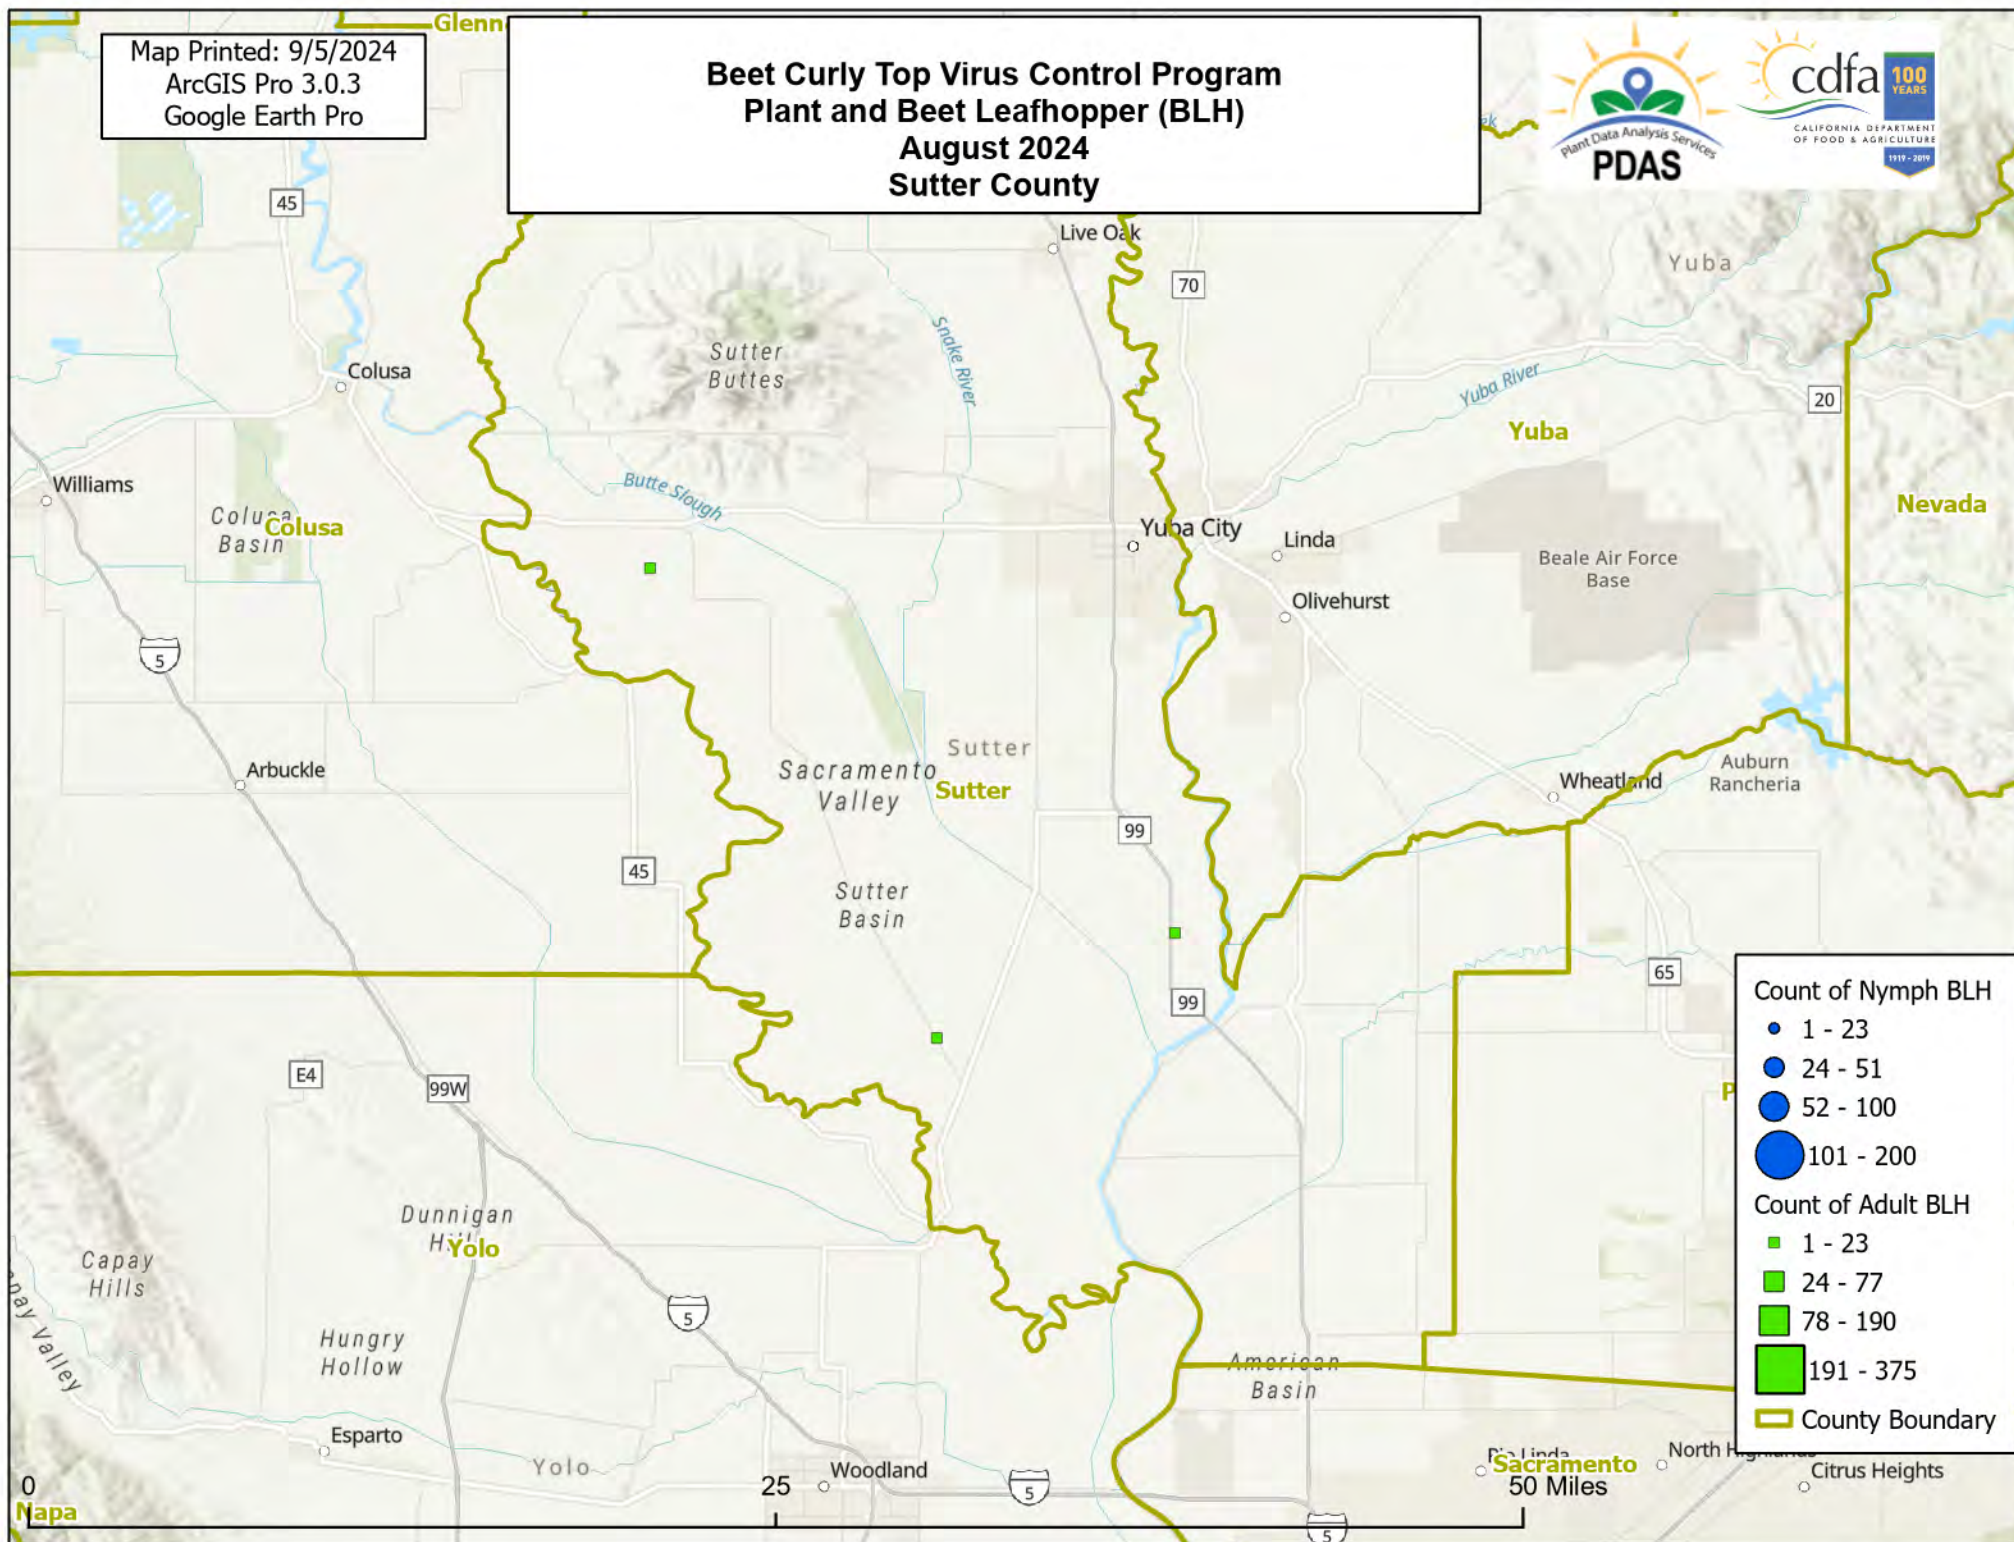 Glenn
Map Printed: 9/5/2024
ArcGIS Pro 3.0.3
Google Earth Pro
Beet Curly Top Virus Control Program
Plant and Beet Leafhopper (BLH)
August 2024
Sutter County
Plant Data Analysis Services
PDAS
cdfa
100
YEARS
CALIFORNIA DEPARTMENT
OF FOOD & AGRICULTURE
1919 - 2019
45
Live Oak
Yuba
70
Snake River
Sutter
Buttes
Colusa
Yuba River
20
Yuba
Williams
Butte Slough
Colusa
Basin
Colusa
Nevada
Yuba City
Linda
Beale Air Force
Base
Olivehurst
5
Sutter
Sacramento
Valley
Sutter
Arbuckle
Wheatland
Auburn
Rancheria
99
45
Sutter
Basin
65
99
E4
99W
Count of Nymph BLH
1 - 23
24 - 51
52 - 100
101 - 200
Count of Adult BLH
1 - 23
24 - 77
78 - 190
191 - 375
County Boundary
P
Dunnigan
Yolo
Capay
Hills
Valley
5
Hungry
Hollow
American
Basin
Esparto
Yolo
Woodland
5
Sacramento
North Highlands
Citrus Heights
0
25
50 Miles
Napa
5